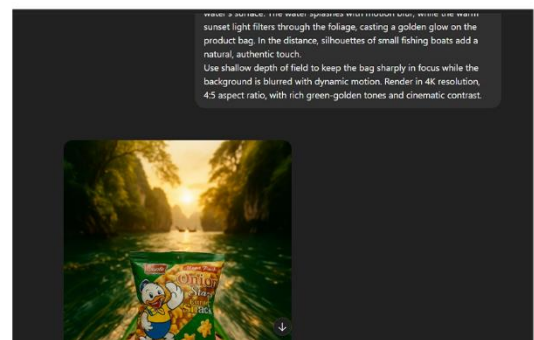 water's surface. The water splashes with motion blur, while the warm
sunset light filters through the foliage, casting a golden glow on the
product bag. In the distance, silhouettes of small fishing boats add a
natural, authentic touch.
Use shallow depth of field to keep the bag sharply in focus while the
background is blurred with dynamic motion. Render in 4K resolution,
4:5 aspect ratio, with rich green-golden tones and cinematic contrast.
Onion